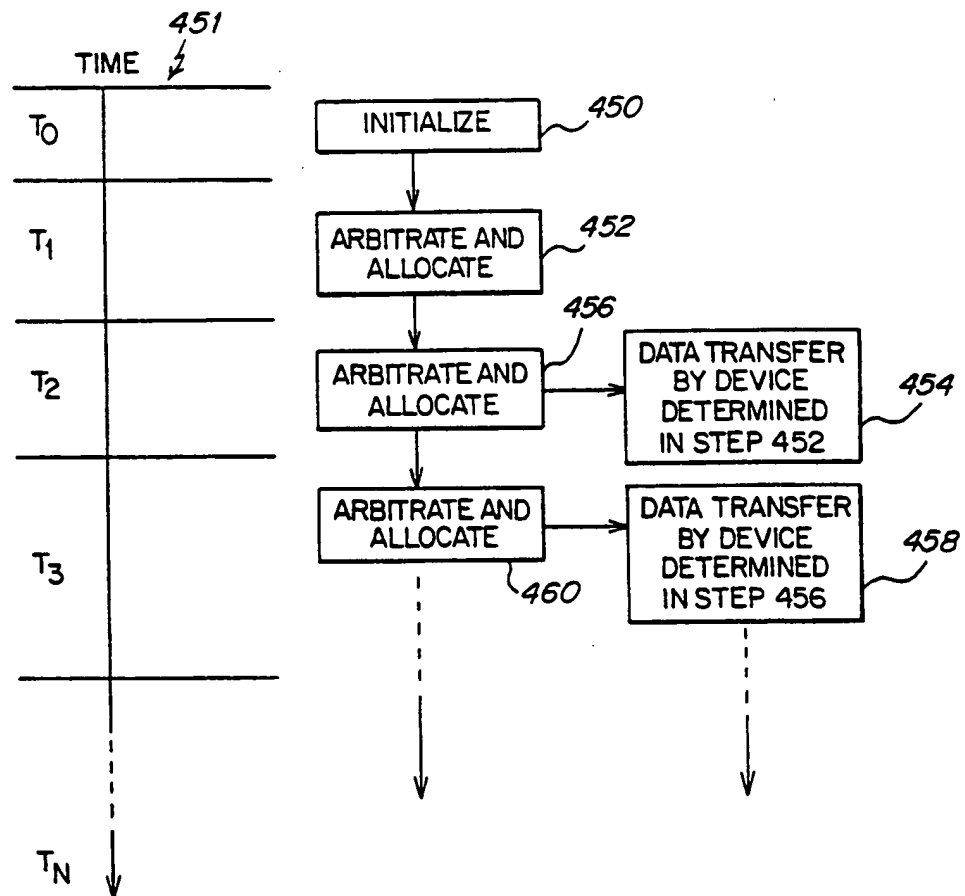 451
TIME
T0
INITIALIZE
450
T1
ARBITRATE AND
ALLOCATE
452
T2
ARBITRATE AND
ALLOCATE
456
DATA TRANSFER
BY DEVICE
DETERMINED
IN STEP 452
454
T3
ARBITRATE AND
ALLOCATE
460
DATA TRANSFER
BY DEVICE
DETERMINED
IN STEP 456
458
TN